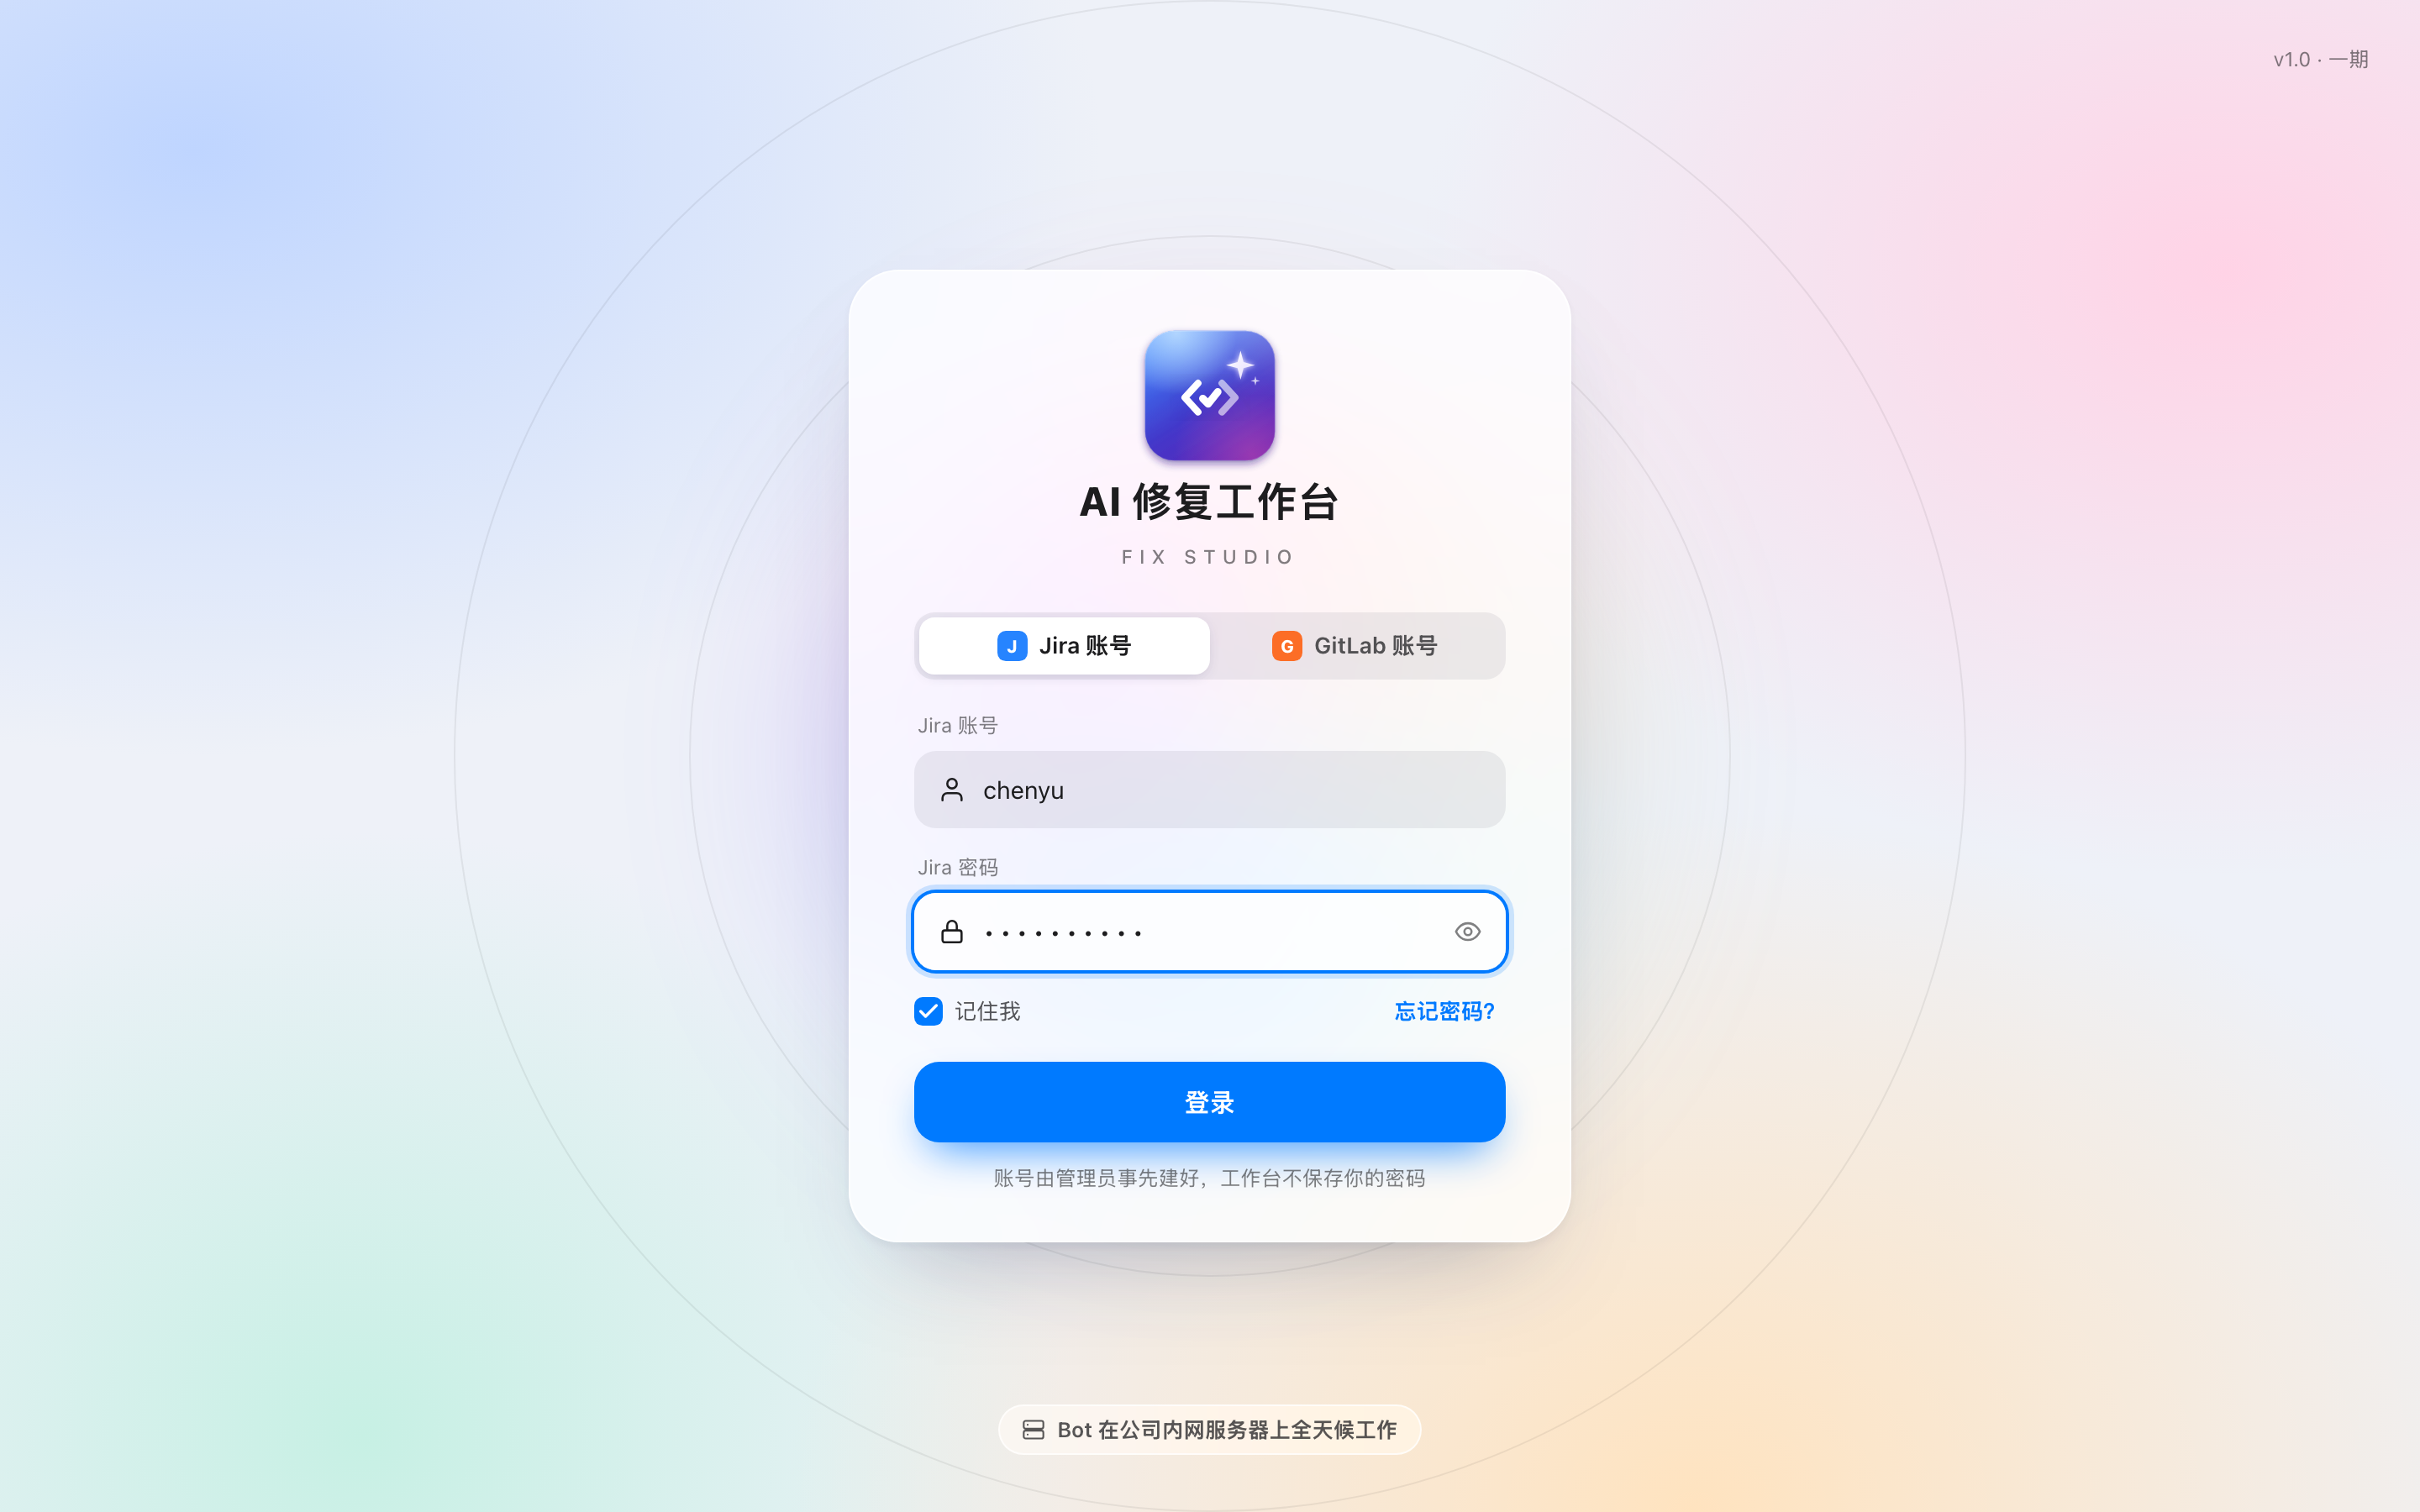 v1.0 · 一期
AI 修复工作台
FIX STUDIO
J Jira 账号
G GitLab 账号
Jira 账号
chenyu
Jira 密码
••••••••••
记住我
忘记密码?
登录
账号由管理员事先建好，工作台不保存你的密码
Bot 在公司内网服务器上全天候工作